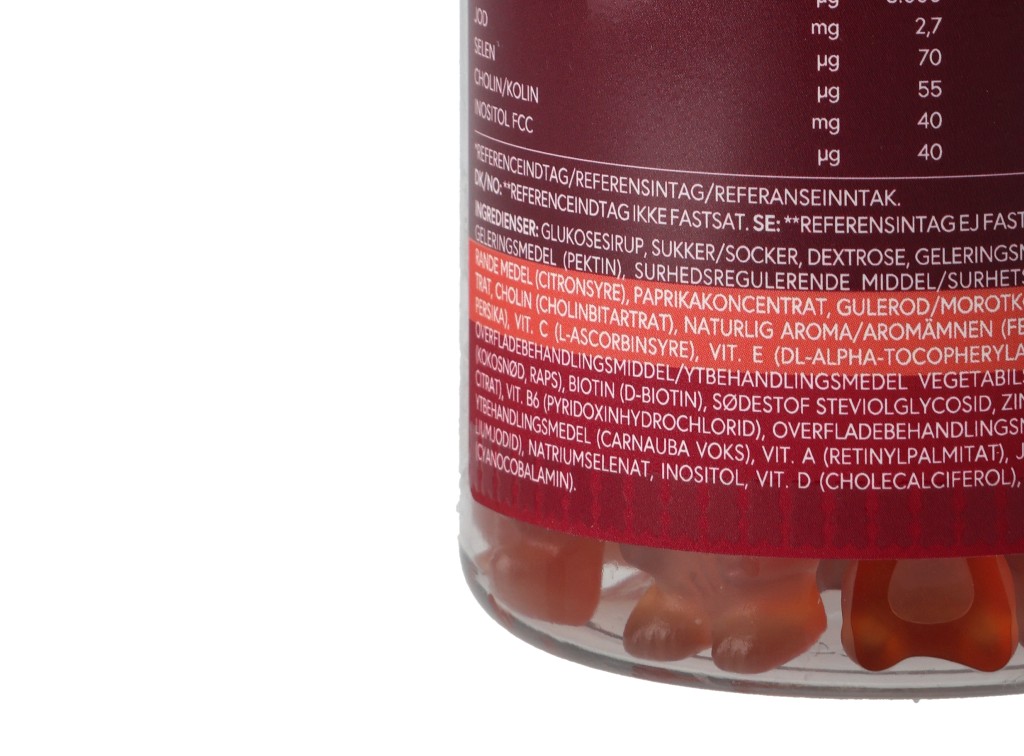 µg
JOD mg 2,7
SELEN* µg 70
CHOLIN/KOLIN µg 55
INOSITOL FCC mg 40
µg 40
*REFERENCEINDTAG/REFERENSINTAG/REFERANSEINNTAK.
DK/NO: **REFERENCEINDTAG IKKE FASTSAT. SE: **REFERENSINTAG EJ FAST
INGREDIENSER: GLUKOSESIRUP, SUKKER/SOCKER, DEXTROSE, GELERINGSM
GELERINGSMEDEL (PEKTIN), SURHEDSREGULERENDE MIDDEL/SURHETS
RANDE MEDEL (CITRONSYRE), PAPRIKAKONCENTRAT, GULEROD/MOROTKO
TRAT, CHOLIN (CHOLINBITARTRAT), NATURLIG AROMA/AROMÄMNEN (FE
PERSIKA), VIT. C (L-ASCORBINSYRE), VIT. E (DL-ALPHA-TOCOPHERYLA
OVERFLADEBEHANDLINGSMIDDEL/YTBEHANDLINGSMEDEL VEGETABILS
(KOKOSNØD, RAPS), BIOTIN (D-BIOTIN), SØDESTOF STEVIOLGLYCOSID, ZIN
CITRAT), VIT. B6 (PYRIDOXINHYDROCHLORID), OVERFLADEBEHANDLINGSM
YTBEHANDLINGSMEDEL (CARNAUBA VOKS), VIT. A (RETINYLPALMITAT), J
LIUMJODID), NATRIUMSELENAT, INOSITOL, VIT. D (CHOLECALCIFEROL),
(CYANOCOBALAMIN).